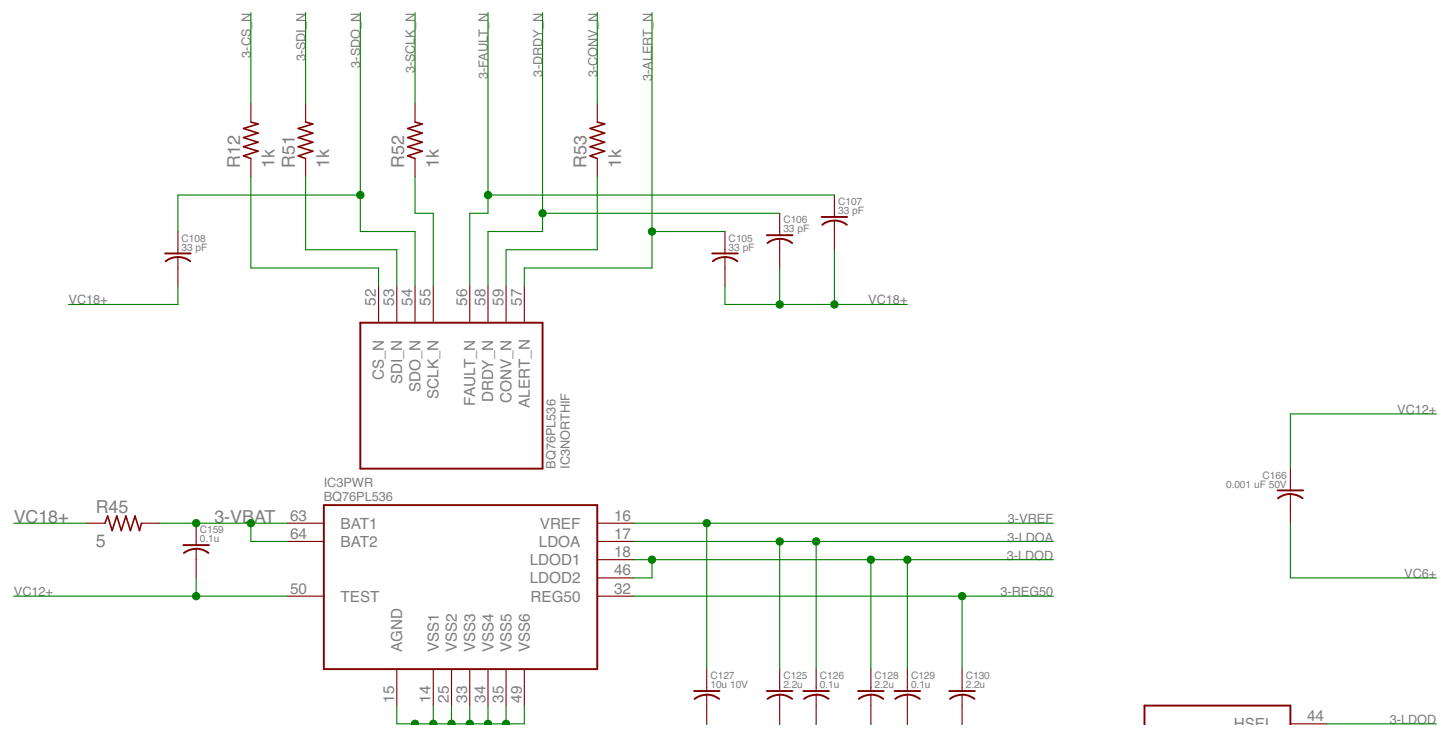 3-CS_N
3-SDI_N
3-SDO_N
3-SCLK_N
3-FAULT_N
3-DRDY_N
3-CONV_N
3-ALERT_N
R12
1k
R51
1k
R52
1k
R53
1k
C108
33 pF
C107
33 pF
C106
33 pF
C105
33 pF
VC18+
VC18+
52
53
54
55
56
58
59
57
CS_N
SDI_N
SDO_N
SCLK_N
FAULT_N
DRDY_N
CONV_N
ALERT_N
BQ76PL536
IC3NORTHIF
VC12+
C166
0.001 uF 50V
VC6+
IC3PWR
BQ76PL536
VC18+
R45
5
3-VBAT
C159
0.1u
VC12+
63
64
50
BAT1
BAT2
TEST
VREF
LDOA
LDOD1
LDOD2
REG50
16
17
18
46
32
3-VREF
3-LDOA
3-LDOD
3-REG50
AGND
VSS1
VSS2
VSS3
VSS4
VSS5
VSS6
15
14
25
33
34
35
49
C127
10u 10V
C125
2.2u
C126
0.1u
C128
2.2u
C129
0.1u
C130
2.2u
HSEL
44
3-LDOD